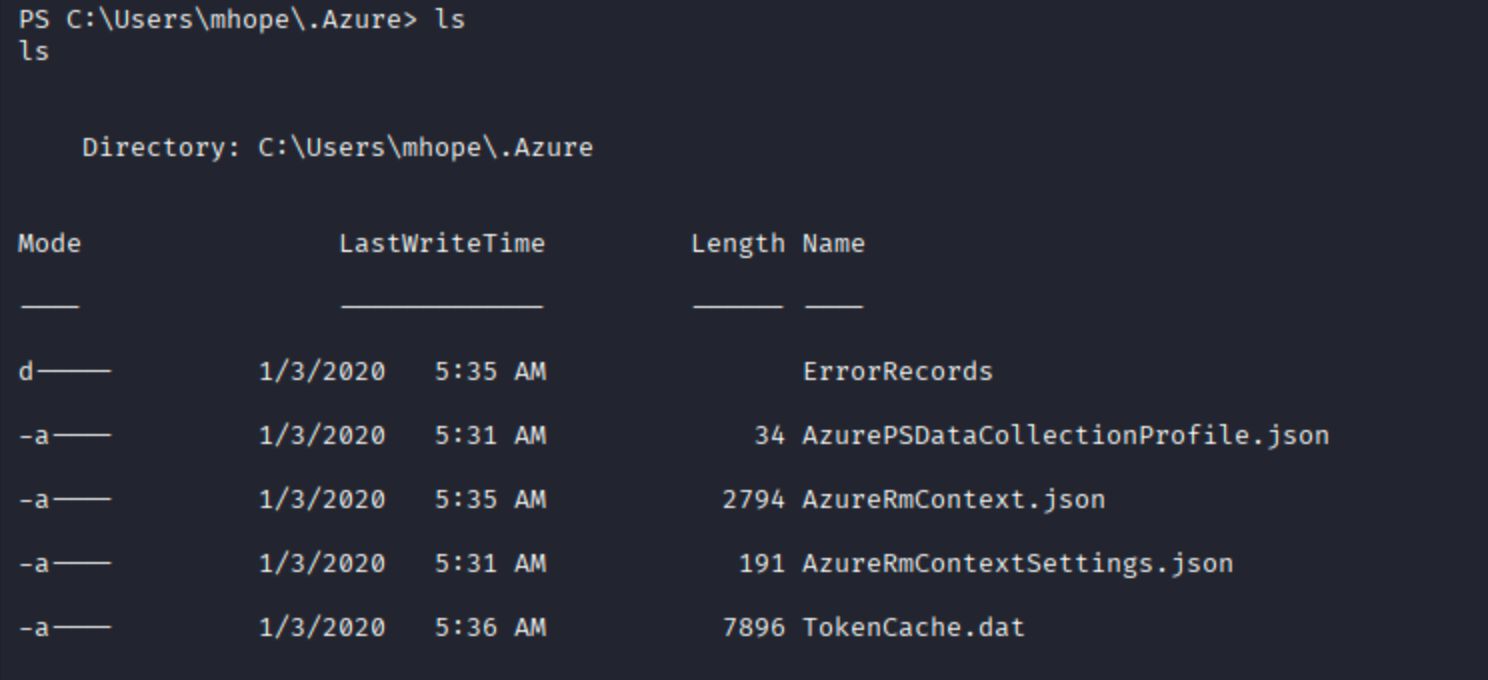 PS C:\Users\mhope\.Azure> ls
ls
Directory: C:\Users\mhope\.Azure
Mode LastWriteTime Length Name
---- ------------- ------ ----
d----- 1/3/2020 5:35 AM ErrorRecords
-a---- 1/3/2020 5:31 AM 34 AzurePSDataCollectionProfile.json
-a---- 1/3/2020 5:35 AM 2794 AzureRmContext.json
-a---- 1/3/2020 5:31 AM 191 AzureRmContextSettings.json
-a---- 1/3/2020 5:36 AM 7896 TokenCache.dat